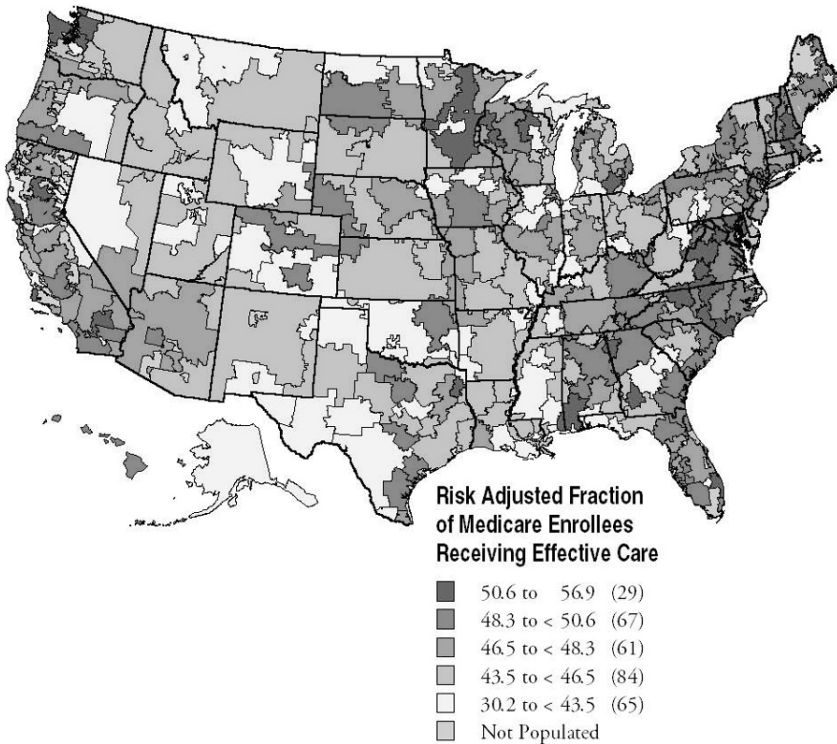 Risk Adjusted Fraction
of Medicare Enrollees
Receiving Effective Care
50.6 to 56.9 (29)
48.3 to < 50.6 (67)
46.5 to < 48.3 (61)
43.5 to < 46.5 (84)
30.2 to < 43.5 (65)
Not Populated